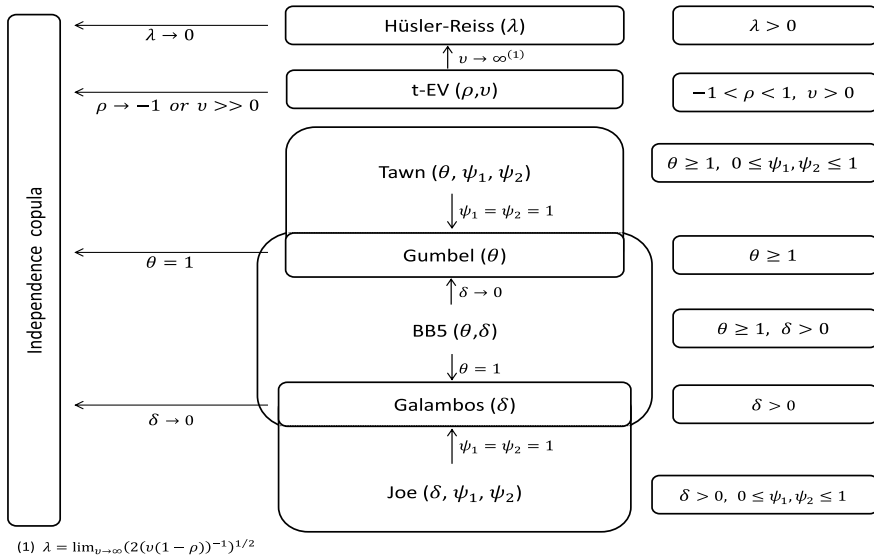 Independence copula
Hüsler-Reiss (λ)
λ > 0
λ → 0
υ → ∞⁽¹⁾
t-EV (ρ,υ)
−1 < ρ < 1, υ > 0
ρ → −1 or υ >> 0
Tawn (θ, ψ₁, ψ₂)
θ ≥ 1, 0 ≤ ψ₁, ψ₂ ≤ 1
ψ₁ = ψ₂ = 1
Gumbel (θ)
θ ≥ 1
θ = 1
δ → 0
BB5 (θ,δ)
θ ≥ 1, δ > 0
θ = 1
Galambos (δ)
δ > 0
δ → 0
ψ₁ = ψ₂ = 1
Joe (δ, ψ₁, ψ₂)
δ > 0, 0 ≤ ψ₁, ψ₂ ≤ 1
(1) λ = lim_{υ→∞}(2(υ(1 − ρ))⁻¹)^{1/2}